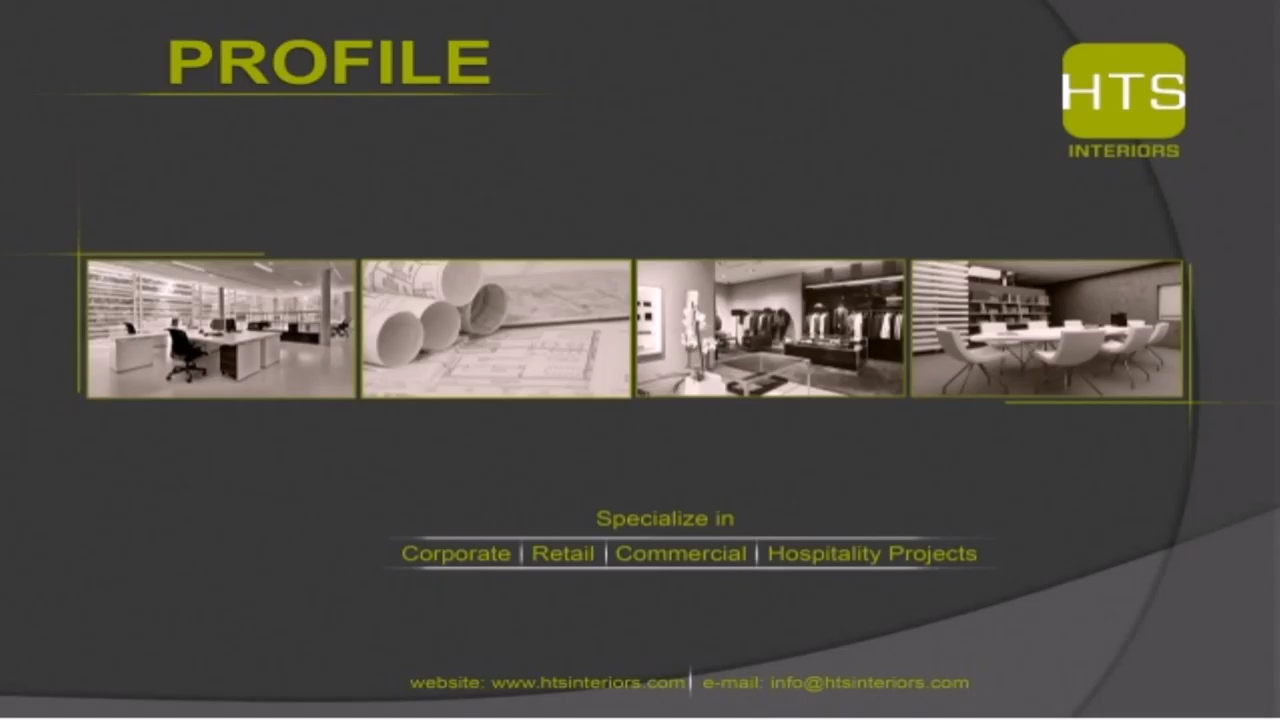 PROFILE
HTS
INTERIORS
Specialize in
Corporate | Retail | Commercial | Hospitality Projects
website: www.htsinteriors.com | e-mail: info@htsinteriors.com